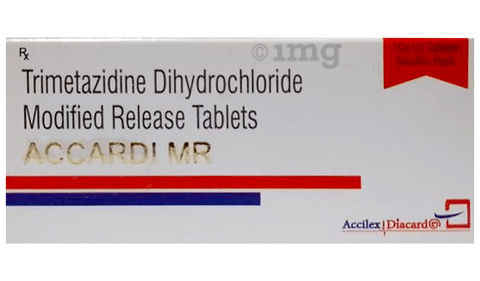 ©1mg
Rx
Trimetazidine Dihydrochloride
Modified Release Tablets
ACCARDI MR
Accilex Diacard©